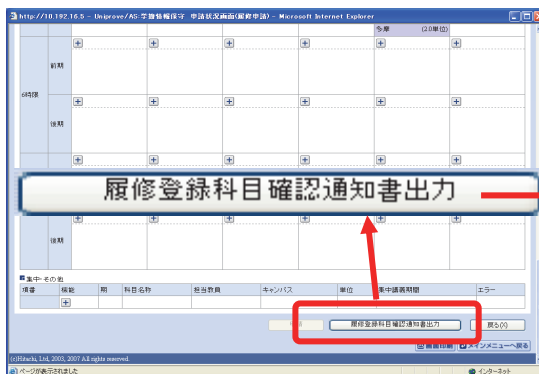 http://10.192.16.5 - Uniprove/AS:学籍情報保守 申請状況画面(履修申請) - Microsoft Internet Explorer
多摩 (2.0単位)
前期
6時限
後期
履修登録科目確認通知書出力
後期
集中・その他
項番 機能 期 科目名称 担当教員 キャンパス 単位 集中講義期間 エラー
履修登録科目確認通知書出力 戻る(X)
画面印刷 メインメニューへ戻る
(c)Hitachi, Ltd. 2003, 2007 All rights reserved.
ページが表示されました インターネット